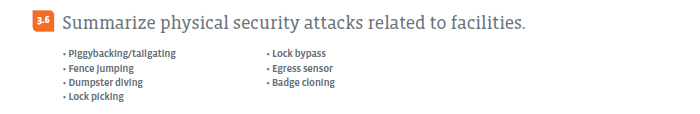 3.6 Summarize physical security attacks related to facilities.
• Piggybacking/tailgating
• Fence jumping
• Dumpster diving
• Lock picking
• Lock bypass
• Egress sensor
• Badge cloning